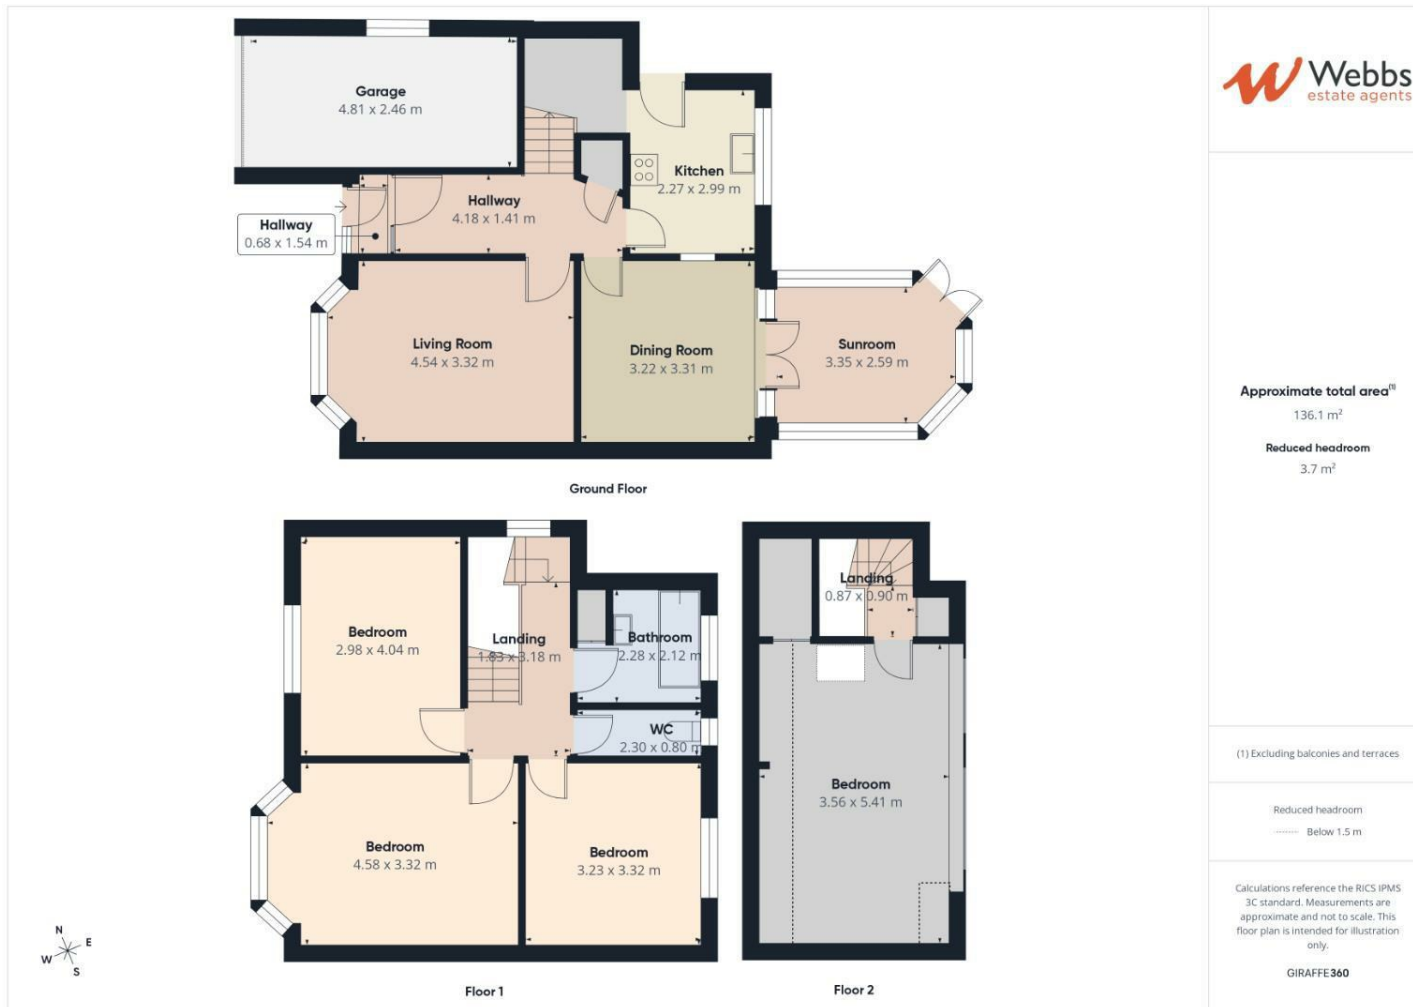 Garage
4.81 x 2.46 m
Kitchen
2.27 x 2.99 m
Hallway
4.18 x 1.41 m
Hallway
0.68 x 1.54 m
Living Room
4.54 x 3.32 m
Dining Room
3.22 x 3.31 m
Sunroom
3.35 x 2.59 m
Ground Floor
Bedroom
2.98 x 4.04 m
Landing
1.83 x 3.18 m
Bathroom
2.28 x 2.12 m
WC
2.30 x 0.80 m
Bedroom
4.58 x 3.32 m
Bedroom
3.23 x 3.32 m
Floor 1
Landing
0.87 x 0.90 m
Bedroom
3.56 x 5.41 m
Floor 2
N
E
W
S
Webbs
estate agents
Approximate total area(1)
136.1 m²
Reduced headroom
3.7 m²
(1) Excluding balconies and terraces
Reduced headroom
Below 1.5 m
Calculations reference the RICS IPMS
3C standard. Measurements are
approximate and not to scale. This
floor plan is intended for illustration
only.
GIRAFFE360